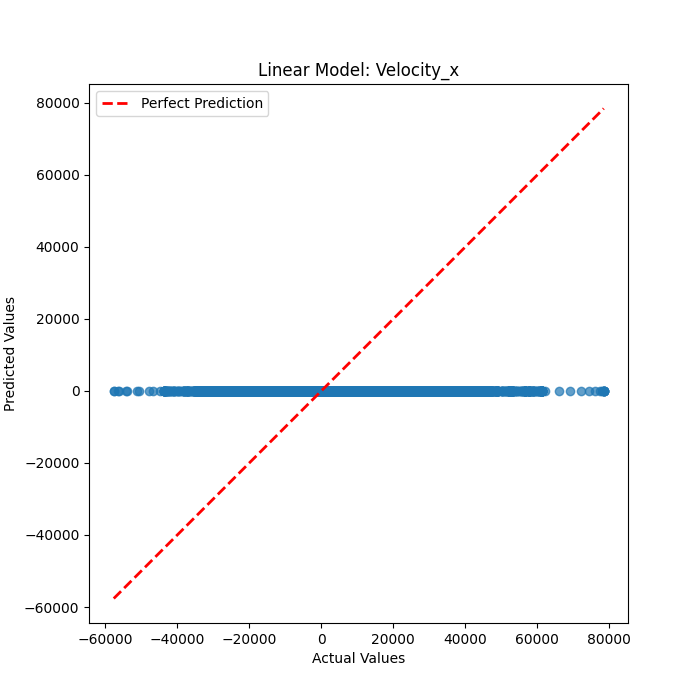 Linear Model: Velocity_x
Perfect Prediction
80000
60000
40000
20000
0
−20000
−40000
−60000
Predicted Values
−60000 −40000 −20000 0 20000 40000 60000 80000
Actual Values